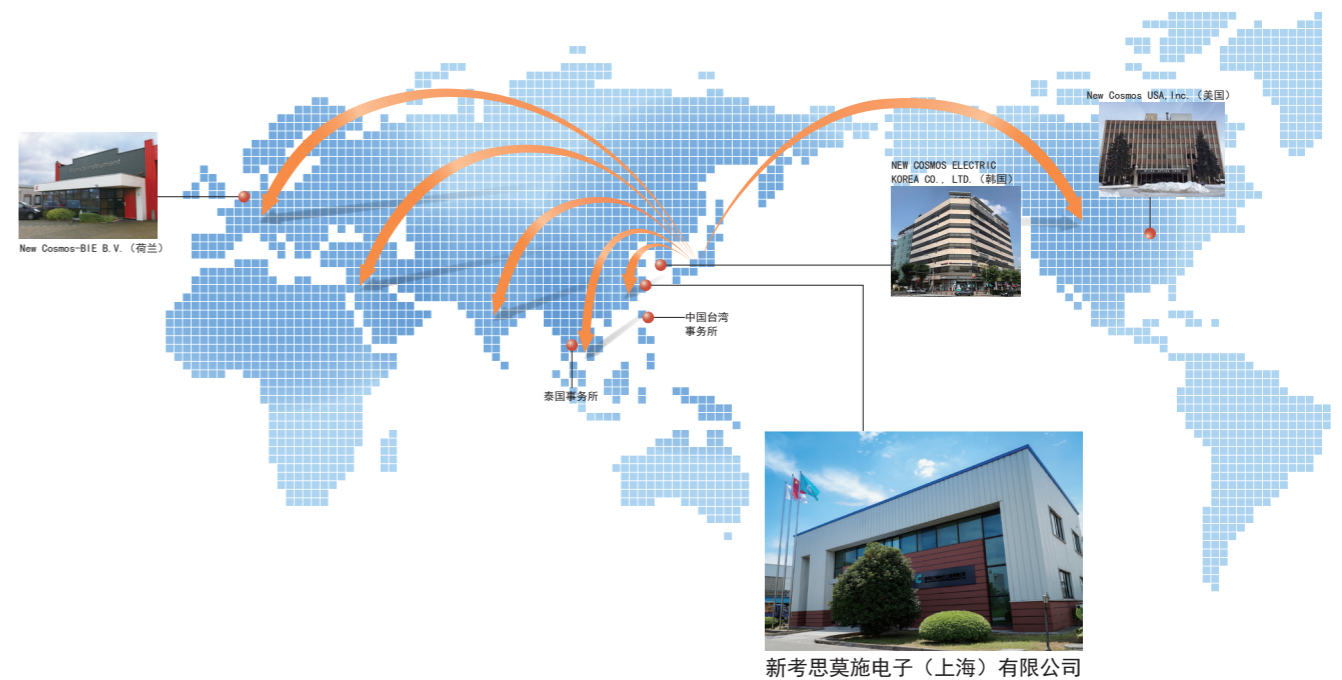 New Cosmos USA,Inc.（美国）
NEW COSMOS ELECTRIC
KOREA CO., LTD.（韩国）
New Cosmos-BIE B.V.（荷兰）
中国台湾
事务所
泰国事务所
新考思莫施电子（上海）有限公司